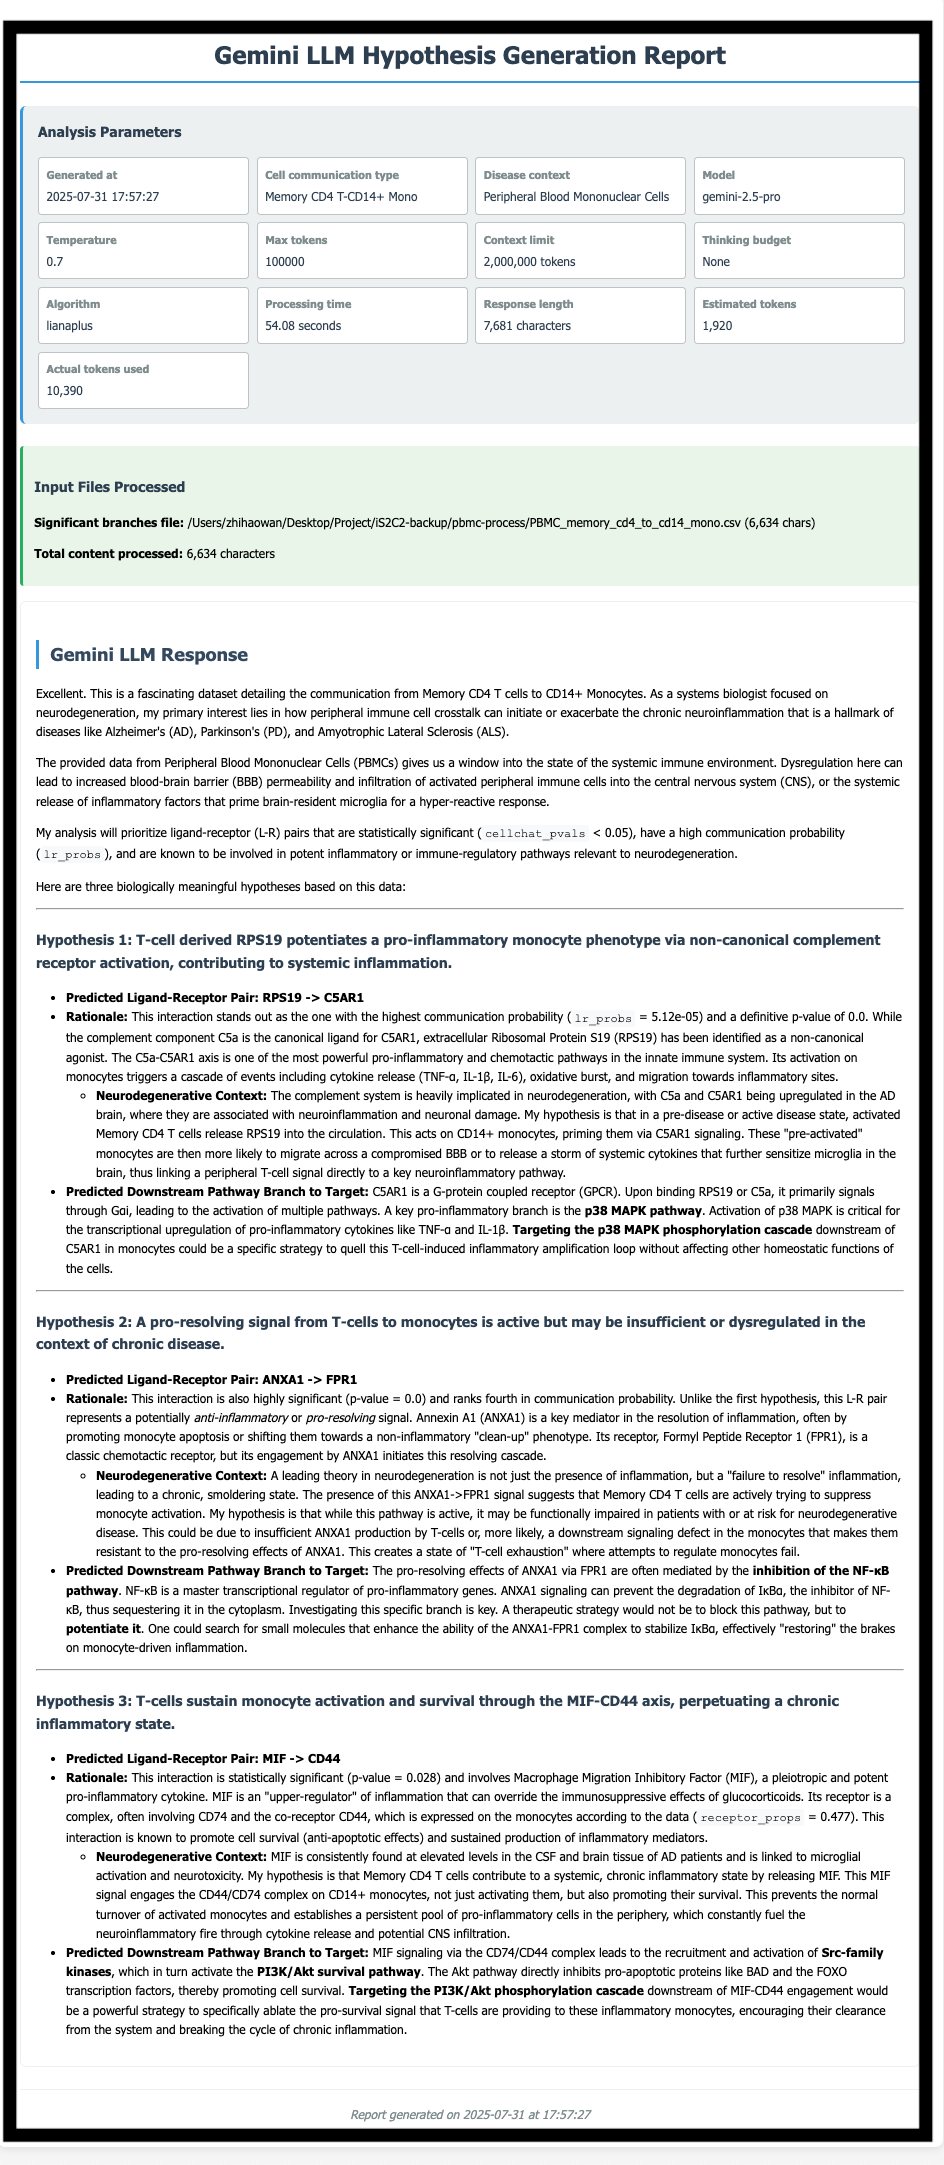 Gemini LLM Hypothesis Generation Report
Analysis Parameters
Generated at
2025-07-31 17:57:27
Cell communication type
Memory CD4 T-CD14+ Mono
Disease context
Peripheral Blood Mononuclear Cells
Model
gemini-2.5-pro
Temperature
0.7
Max tokens
100000
Context limit
2,000,000 tokens
Thinking budget
None
Algorithm
lianaplus
Processing time
54.08 seconds
Response length
7,681 characters
Estimated tokens
1,920
Actual tokens used
10,390
Input Files Processed
Significant branches file: /Users/zhihaowan/Desktop/Project/iS2C2-backup/pbmc-process/PBMC_memory_cd4_to_cd14_mono.csv (6,634 chars)
Total content processed: 6,634 characters
Gemini LLM Response
Excellent. This is a fascinating dataset detailing the communication from Memory CD4 T cells to CD14+ Monocytes. As a systems biologist focused on
neurodegeneration, my primary interest lies in how peripheral immune cell crosstalk can initiate or exacerbate the chronic neuroinflammation that is a hallmark of
diseases like Alzheimer's (AD), Parkinson's (PD), and Amyotrophic Lateral Sclerosis (ALS).
The provided data from Peripheral Blood Mononuclear Cells (PBMCs) gives us a window into the state of the systemic immune environment. Dysregulation here can
lead to increased blood-brain barrier (BBB) permeability and infiltration of activated peripheral immune cells into the central nervous system (CNS), or the systemic
release of inflammatory factors that prime brain-resident microglia for a hyper-reactive response.
My analysis will prioritize ligand-receptor (L-R) pairs that are statistically significant ( cellchat_pvals < 0.05), have a high communication probability
( lr_probs ), and are known to be involved in potent inflammatory or immune-regulatory pathways relevant to neurodegeneration.
Here are three biologically meaningful hypotheses based on this data:
Hypothesis 1: T-cell derived RPS19 potentiates a pro-inflammatory monocyte phenotype via non-canonical complement
receptor activation, contributing to systemic inflammation.
• Predicted Ligand-Receptor Pair: RPS19 -> C5AR1
• Rationale: This interaction stands out as the one with the highest communication probability ( lr_probs = 5.12e-05) and a definitive p-value of 0.0. While
the complement component C5a is the canonical ligand for C5AR1, extracellular Ribosomal Protein S19 (RPS19) has been identified as a non-canonical
agonist. The C5a-C5AR1 axis is one of the most powerful pro-inflammatory and chemotactic pathways in the innate immune system. Its activation on
monocytes triggers a cascade of events including cytokine release (TNF-α, IL-1β, IL-6), oxidative burst, and migration towards inflammatory sites.
◦ Neurodegenerative Context: The complement system is heavily implicated in neurodegeneration, with C5a and C5AR1 being upregulated in the AD
brain, where they are associated with neuroinflammation and neuronal damage. My hypothesis is that in a pre-disease or active disease state, activated
Memory CD4 T cells release RPS19 into the circulation. This acts on CD14+ monocytes, priming them via C5AR1 signaling. These "pre-activated"
monocytes are then more likely to migrate across a compromised BBB or to release a storm of systemic cytokines that further sensitize microglia in the
brain, thus linking a peripheral T-cell signal directly to a key neuroinflammatory pathway.
• Predicted Downstream Pathway Branch to Target: C5AR1 is a G-protein coupled receptor (GPCR). Upon binding RPS19 or C5a, it primarily signals
through Gαi, leading to the activation of multiple pathways. A key pro-inflammatory branch is the p38 MAPK pathway. Activation of p38 MAPK is critical for
the transcriptional upregulation of pro-inflammatory cytokines like TNF-α and IL-1β. Targeting the p38 MAPK phosphorylation cascade downstream of
C5AR1 in monocytes could be a specific strategy to quell this T-cell-induced inflammatory amplification loop without affecting other homeostatic functions of
the cells.
Hypothesis 2: A pro-resolving signal from T-cells to monocytes is active but may be insufficient or dysregulated in the
context of chronic disease.
• Predicted Ligand-Receptor Pair: ANXA1 -> FPR1
• Rationale: This interaction is also highly significant (p-value = 0.0) and ranks fourth in communication probability. Unlike the first hypothesis, this L-R pair
represents a potentially anti-inflammatory or pro-resolving signal. Annexin A1 (ANXA1) is a key mediator in the resolution of inflammation, often by
promoting monocyte apoptosis or shifting them towards a non-inflammatory "clean-up" phenotype. Its receptor, Formyl Peptide Receptor 1 (FPR1), is a
classic chemotactic receptor, but its engagement by ANXA1 initiates this resolving cascade.
◦ Neurodegenerative Context: A leading theory in neurodegeneration is not just the presence of inflammation, but a "failure to resolve" inflammation,
leading to a chronic, smoldering state. The presence of this ANXA1->FPR1 signal suggests that Memory CD4 T cells are actively trying to suppress
monocyte activation. My hypothesis is that while this pathway is active, it may be functionally impaired in patients with or at risk for neurodegenerative
disease. This could be due to insufficient ANXA1 production by T-cells or, more likely, a downstream signaling defect in the monocytes that makes them
resistant to the pro-resolving effects of ANXA1. This creates a state of "T-cell exhaustion" where attempts to regulate monocytes fail.
• Predicted Downstream Pathway Branch to Target: The pro-resolving effects of ANXA1 via FPR1 are often mediated by the inhibition of the NF-κB
pathway. NF-κB is a master transcriptional regulator of pro-inflammatory genes. ANXA1 signaling can prevent the degradation of IκBα, the inhibitor of NF-
κB, thus sequestering it in the cytoplasm. Investigating this specific branch is key. A therapeutic strategy would not be to block this pathway, but to
potentiate it. One could search for small molecules that enhance the ability of the ANXA1-FPR1 complex to stabilize IκBα, effectively "restoring" the brakes
on monocyte-driven inflammation.
Hypothesis 3: T-cells sustain monocyte activation and survival through the MIF-CD44 axis, perpetuating a chronic
inflammatory state.
• Predicted Ligand-Receptor Pair: MIF -> CD44
• Rationale: This interaction is statistically significant (p-value = 0.028) and involves Macrophage Migration Inhibitory Factor (MIF), a pleiotropic and potent
pro-inflammatory cytokine. MIF is an "upper-regulator" of inflammation that can override the immunosuppressive effects of glucocorticoids. Its receptor is a
complex, often involving CD74 and the co-receptor CD44, which is expressed on the monocytes according to the data ( receptor_props = 0.477). This
interaction is known to promote cell survival (anti-apoptotic effects) and sustained production of inflammatory mediators.
◦ Neurodegenerative Context: MIF is consistently found at elevated levels in the CSF and brain tissue of AD patients and is linked to microglial
activation and neurotoxicity. My hypothesis is that Memory CD4 T cells contribute to a systemic, chronic inflammatory state by releasing MIF. This MIF
signal engages the CD44/CD74 complex on CD14+ monocytes, not just activating them, but also promoting their survival. This prevents the normal
turnover of activated monocytes and establishes a persistent pool of pro-inflammatory cells in the periphery, which constantly fuel the
neuroinflammatory fire through cytokine release and potential CNS infiltration.
• Predicted Downstream Pathway Branch to Target: MIF signaling via the CD74/CD44 complex leads to the recruitment and activation of Src-family
kinases, which in turn activate the PI3K/Akt survival pathway. The Akt pathway directly inhibits pro-apoptotic proteins like BAD and the FOXO
transcription factors, thereby promoting cell survival. Targeting the PI3K/Akt phosphorylation cascade downstream of MIF-CD44 engagement would
be a powerful strategy to specifically ablate the pro-survival signal that T-cells are providing to these inflammatory monocytes, encouraging their clearance
from the system and breaking the cycle of chronic inflammation.
Report generated on 2025-07-31 at 17:57:27